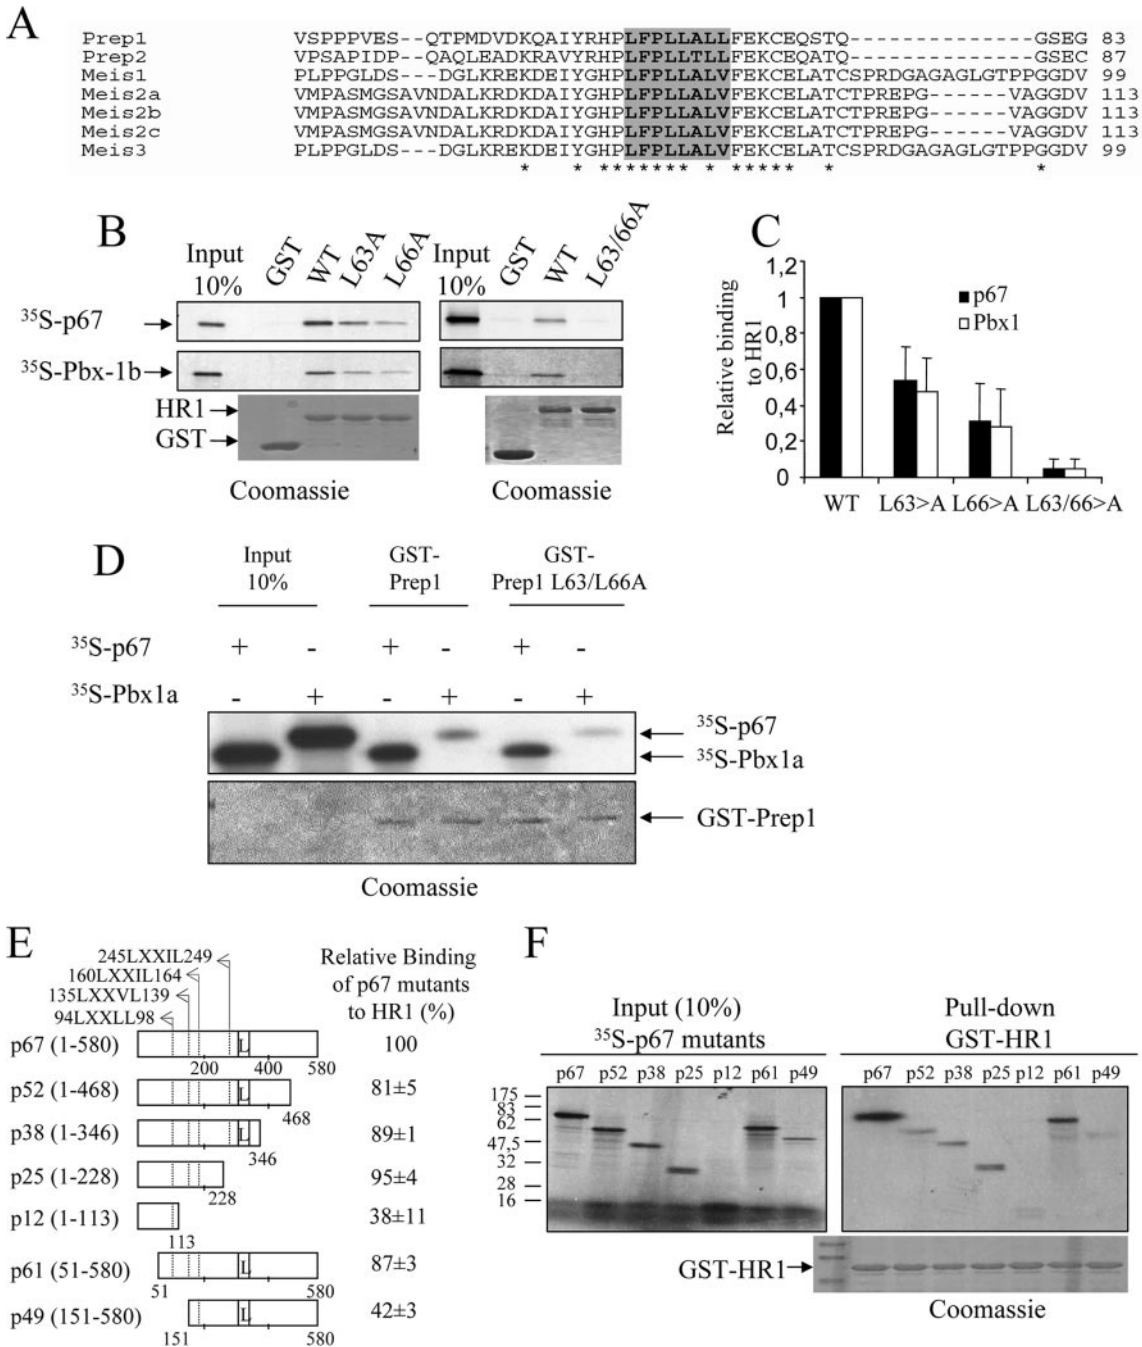 A
Prep1 VSPPPVES--QTPMDVDKQAIYRHPLFPLLALLFEKCEQSTQ--------------GSEG 83
Prep2 VPSAPIDP--QAQLEADKRAVYRHPLFPLLTLLFEKCEQATQ--------------GSEC 87
Meis1 PLPPGLDS---DGLKREKDAIYGHPLFPLLALVFEKCELATCSPRDGAGAGLGTPPGGDV 99
Meis2a VMPASMGSAVNDALKRDKDAIYGHPLFPLLALVFEKCELATCTPREPG------VAGGDV 113
Meis2b VMPASMGSAVNDALKRDKDAIYGHPLFPLLALVFEKCELATCTPREPG------VAGGDV 113
Meis2c VMPASMGSAVNDALKRDKDAIYGHPLFPLLALVFEKCELATCTPREPG------VAGGDV 113
Meis3 PLPPGLDS---DGLKREKDAIYGHPLFPLLALVFEKCELATCSPRDGAGAGLGTPPGGDV 99
* * ******* * ***** * *
B
Input 10% GST WT L63A L66A
Input 10% GST WT L63/66A
35S-p67
35S-Pbx-1b
HR1
GST
Coomassie Coomassie
C
Relative binding to HR1
1,2
1
0,8
0,6
0,4
0,2
0
p67
Pbx1
WT L63>A L66>A L63/66>A
D
Input 10%
GST-Prep1
GST-Prep1 L63/L66A
35S-p67 + - + - + -
35S-Pbx1a - + - + - +
35S-p67
35S-Pbx1a
GST-Prep1
Coomassie
E
245LXXIL249
160LXXIL164
135LXXVL139
94LXXLL98
Relative Binding
of p67 mutants
to HR1 (%)
p67 (1-580) L 100
200 400 580
p52 (1-468) L 81±5
468
p38 (1-346) L 89±1
346
p25 (1-228) 95±4
228
p12 (1-113) 38±11
113
p61 (51-580) L 87±3
51 580
p49 (151-580) L 42±3
151 580
F
Input (10%)
35S-p67 mutants
Pull-down
GST-HR1
p67 p52 p38 p25 p12 p61 p49
p67 p52 p38 p25 p12 p61 p49
175
83
62
47,5
32
28
16
GST-HR1
Coomassie